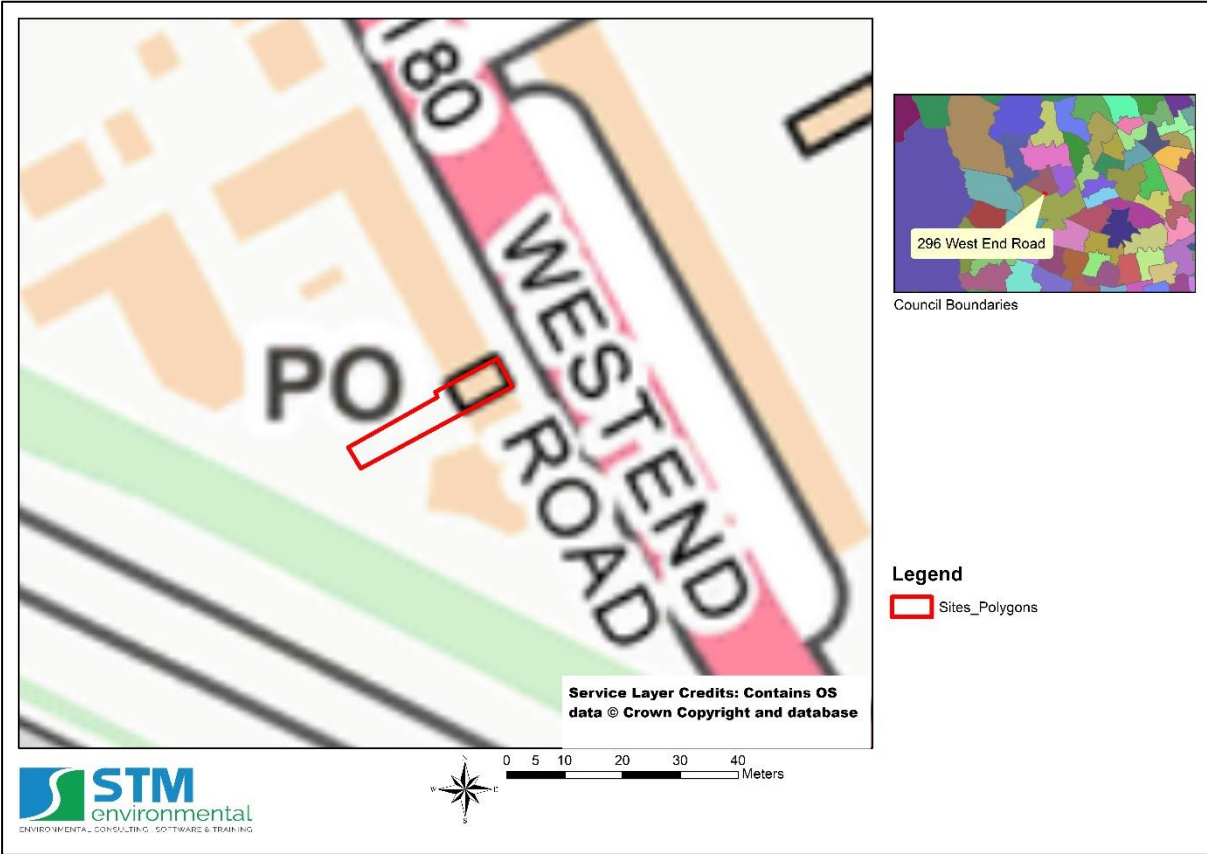 180
WEST END
ROAD
PO
Service Layer Credits: Contains OS
data © Crown Copyright and database
296 West End Road
Council Boundaries
Legend
Sites_Polygons
STM
environmental
ENVIRONMENTAL CONSULTING , SOFTWARE & TRAINING
N
W
E
S
0 5 10 20 30 40
Meters